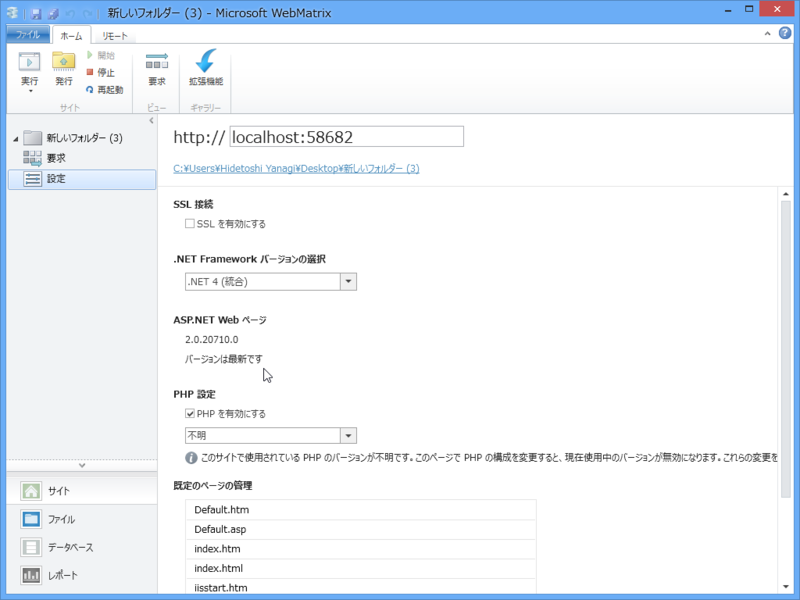 新しいフォルダー (3) - Microsoft WebMatrix
ファイル
ホーム
リモート
実行
発行
開始
停止
再起動
サイト
要求
ビュー
拡張機能
ギャラリー
新しいフォルダー (3)
要求
設定
サイト
ファイル
データベース
レポート
http:// localhost:58682
C:¥Users¥Hidetoshi Yanagi¥Desktop¥新しいフォルダー (3)
SSL 接続
SSL を有効にする
.NET Framework バージョンの選択
.NET 4 (統合)
ASP.NET Web ページ
2.0.20710.0
バージョンは最新です
PHP 設定
PHP を有効にする
不明
このサイトで使用されている PHP のバージョンが不明です。このページで PHP の構成を変更すると、現在使用中のバージョンが無効になります。これらの変更を
既定のページの管理
Default.htm
Default.asp
index.htm
index.html
iisstart.htm